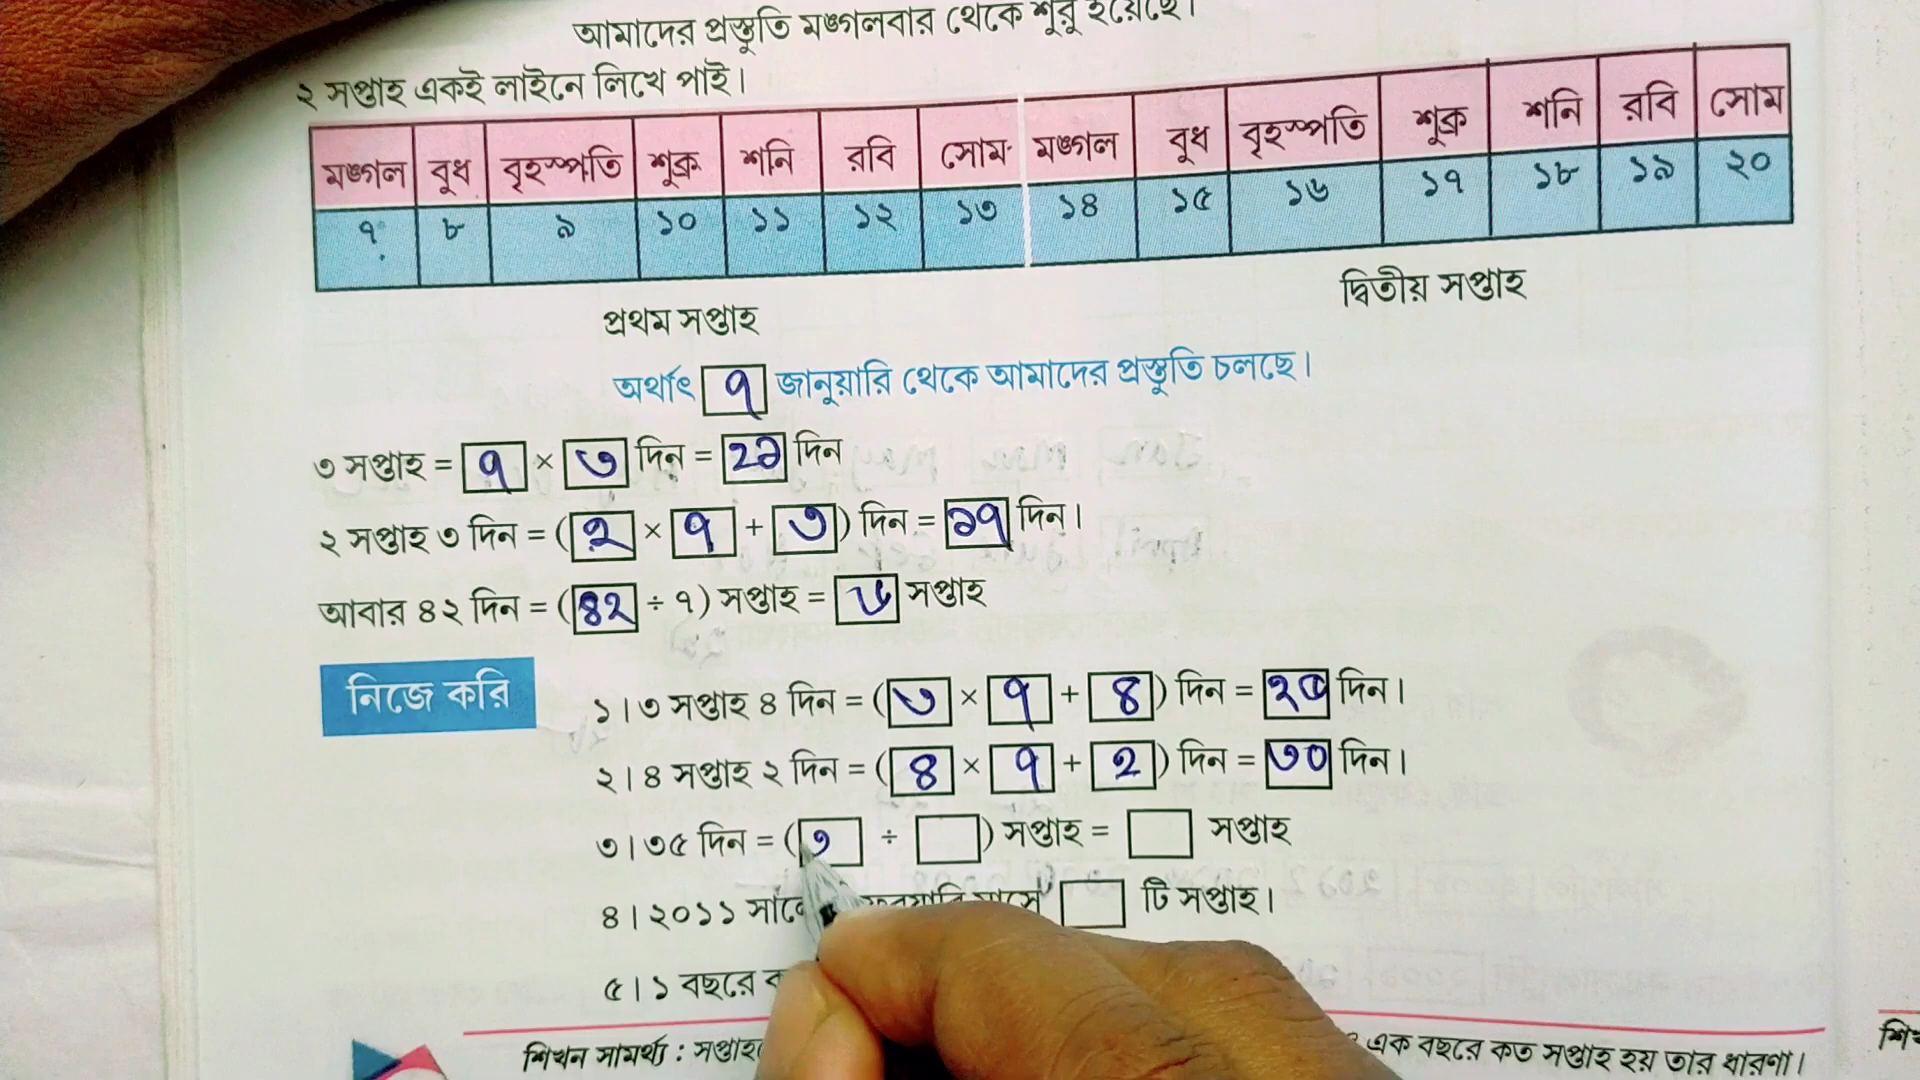 আমাদের প্রস্তুতি মঙ্গলবার থেকে শুরু হয়েছে।
২ সপ্তাহ একই লাইনে লিখে পাই।
মঙ্গল বুধ বৃহস্পতি শুক্র শনি রবি সোম মঙ্গল বুধ বৃহস্পতি শুক্র শনি রবি সোম
৭ ৮ ৯ ১০ ১১ ১২ ১৩ ১৪ ১৫ ১৬ ১৭ ১৮ ১৯ ২০
প্রথম সপ্তাহ দ্বিতীয় সপ্তাহ
অর্থাৎ ৭ জানুয়ারি থেকে আমাদের প্রস্তুতি চলছে।
৩ সপ্তাহ = ৭ × ৩ দিন = ২১ দিন
২ সপ্তাহ ৩ দিন = (২ × ৭ + ৩) দিন = ১৭ দিন।
আবার ৪২ দিন = (৪২ ÷ ৭) সপ্তাহ = ৬ সপ্তাহ
নিজে করি
১। ৩ সপ্তাহ ৪ দিন = (৩ × ৭ + ৪) দিন = ২৫ দিন।
২। ৪ সপ্তাহ ২ দিন = (৪ × ৭ + ২) দিন = ৩০ দিন।
৩। ৩৫ দিন = (৩ ÷ ) সপ্তাহ = সপ্তাহ
৪। ২০১১ টি সপ্তাহ।
৫। ১ বছরে
শিখন সামর্থ্য : সপ্তাহ এক বছরে কত সপ্তাহ হয় তার ধারণা।